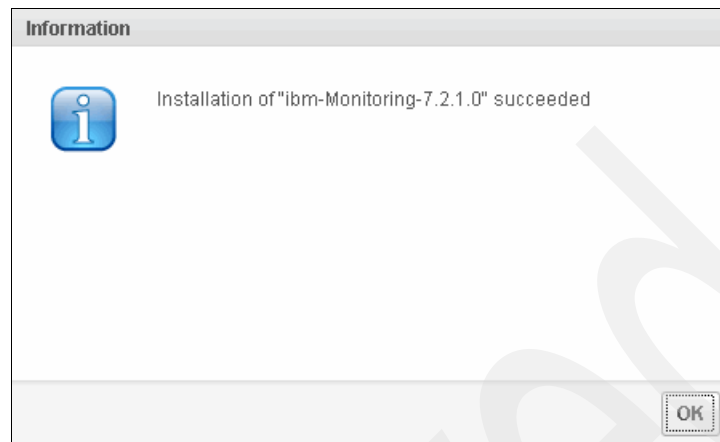 Information
Installation of "ibm-Monitoring-7.2.1.0" succeeded
OK